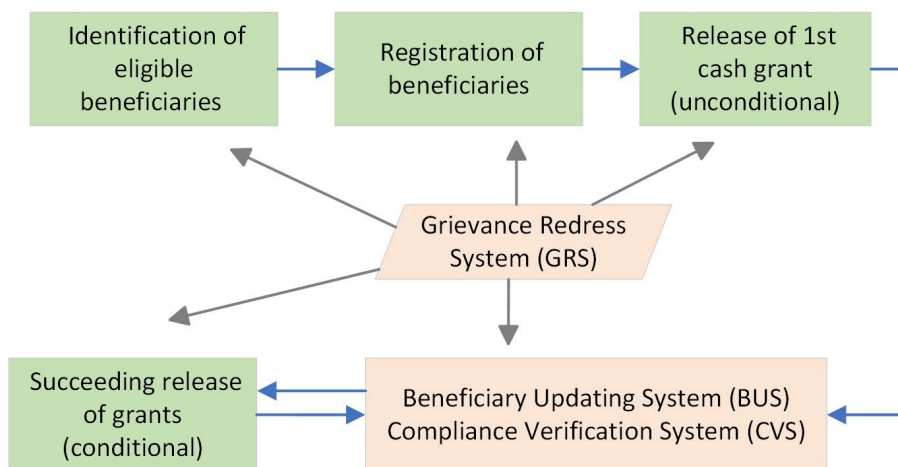 Identification of
eligible
beneficiaries
Registration of
beneficiaries
Release of 1st
cash grant
(unconditional)
Grievance Redress
System (GRS)
Succeeding release
of grants
(conditional)
Beneficiary Updating System (BUS)
Compliance Verification System (CVS)